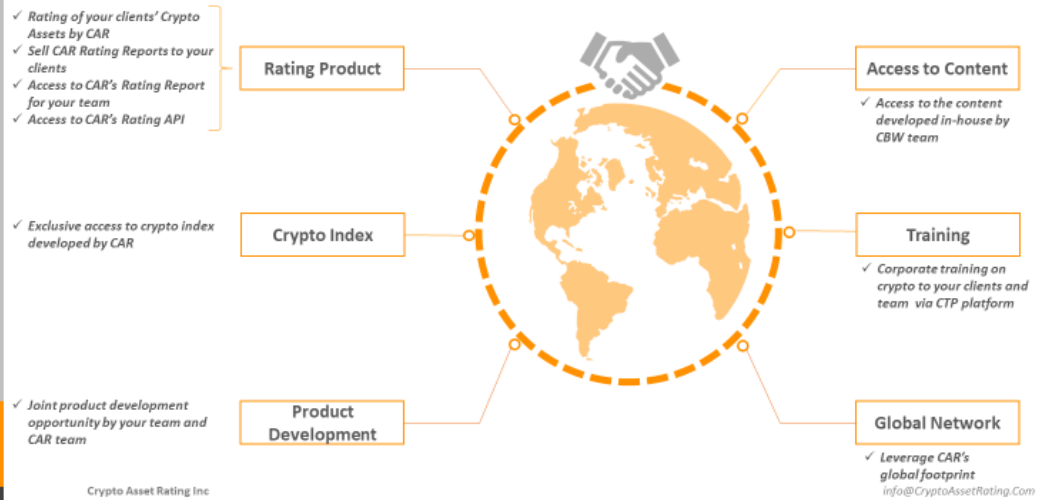 ✓ Rating of your clients' Crypto
Assets by CAR
✓ Sell CAR Rating Reports to your
clients
✓ Access to CAR's Rating Report
for your team
✓ Access to CAR's Rating API
Rating Product
Access to Content
✓ Access to the content
developed in-house by
CBW team
✓ Exclusive access to crypto index
developed by CAR
Crypto Index
Training
✓ Corporate training on
crypto to your clients and
team via CTP platform
✓ Joint product development
opportunity by your team and
CAR team
Product
Development
Global Network
✓ Leverage CAR's
global footprint
Crypto Asset Rating Inc
info@CryptoAssetRating.Com